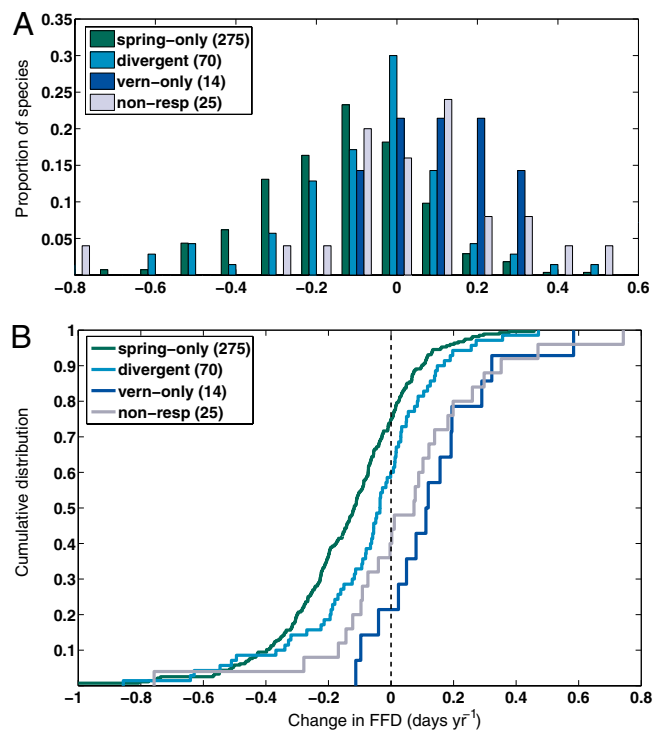 A
0.35
0.3
0.25
0.2
0.15
0.1
0.05
Proportion of species
spring−only (275)
divergent (70)
vern−only (14)
non−resp (25)
−0.8 −0.6 −0.4 −0.2 0 0.2 0.4 0.6
B
1
0.9
0.8
0.7
0.6
0.5
0.4
0.3
0.2
0.1
Cumulative distribution
spring−only (275)
divergent (70)
vern−only (14)
non−resp (25)
−1 −0.8 −0.6 −0.4 −0.2 0 0.2 0.4 0.6 0.8
Change in FFD (days yr⁻¹)